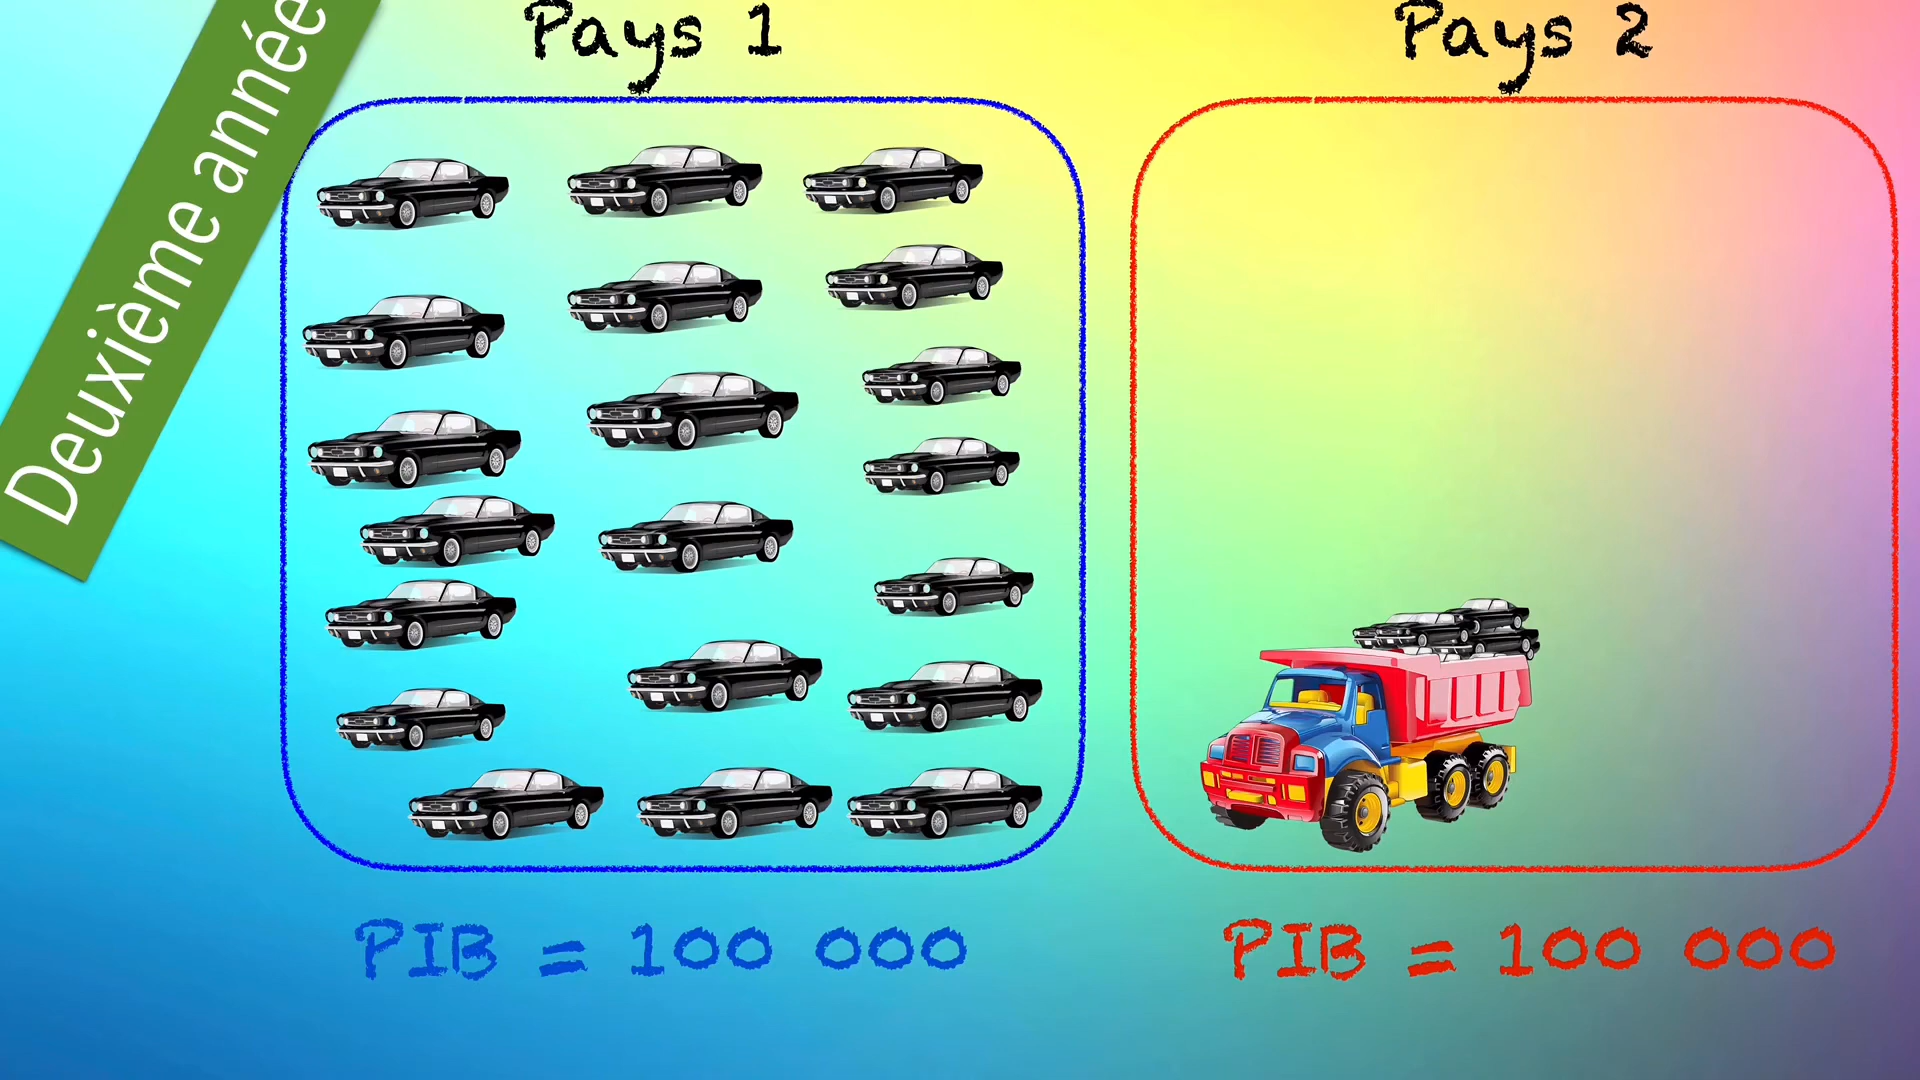 Deuxième année
Pays 1
Pays 2
PIB = 100 000
PIB = 100 000